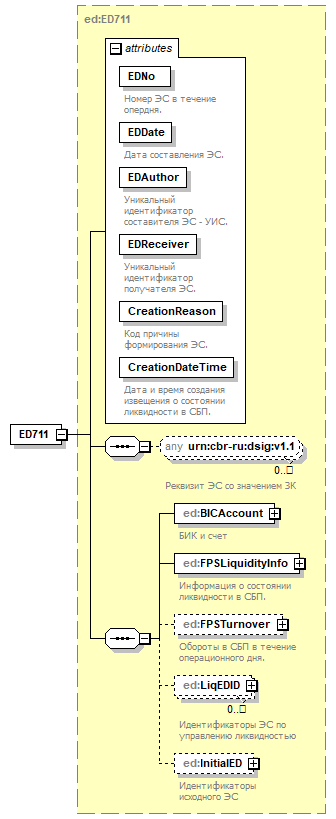 ed:ED711
attributes
EDNo
Номер ЭС в течение
опердня.
EDDate
Дата составления ЭС.
EDAuthor
Уникальный
идентификатор
составителя ЭС - УИС.
EDReceiver
Уникальный
идентификатор
получателя ЭС.
CreationReason
Код причины
формирования ЭС.
CreationDateTime
Дата и время создания
извещения о состоянии
ликвидности в СБП.
ED711
any urn:cbr-ru:dsig:v1.1
0..□
Реквизит ЭС со значением ЗК
ed:BICAccount
БИК и счет
ed:FPSLiquidityInfo
Информация о состоянии
ликвидности в СБП.
ed:FPSTurnover
Обороты в СБП в течение
операционного дня.
ed:LiqEDID
0..□
Идентификаторы ЭС по
управлению ликвидностью
ed:InitialED
Идентификаторы
исходного ЭС